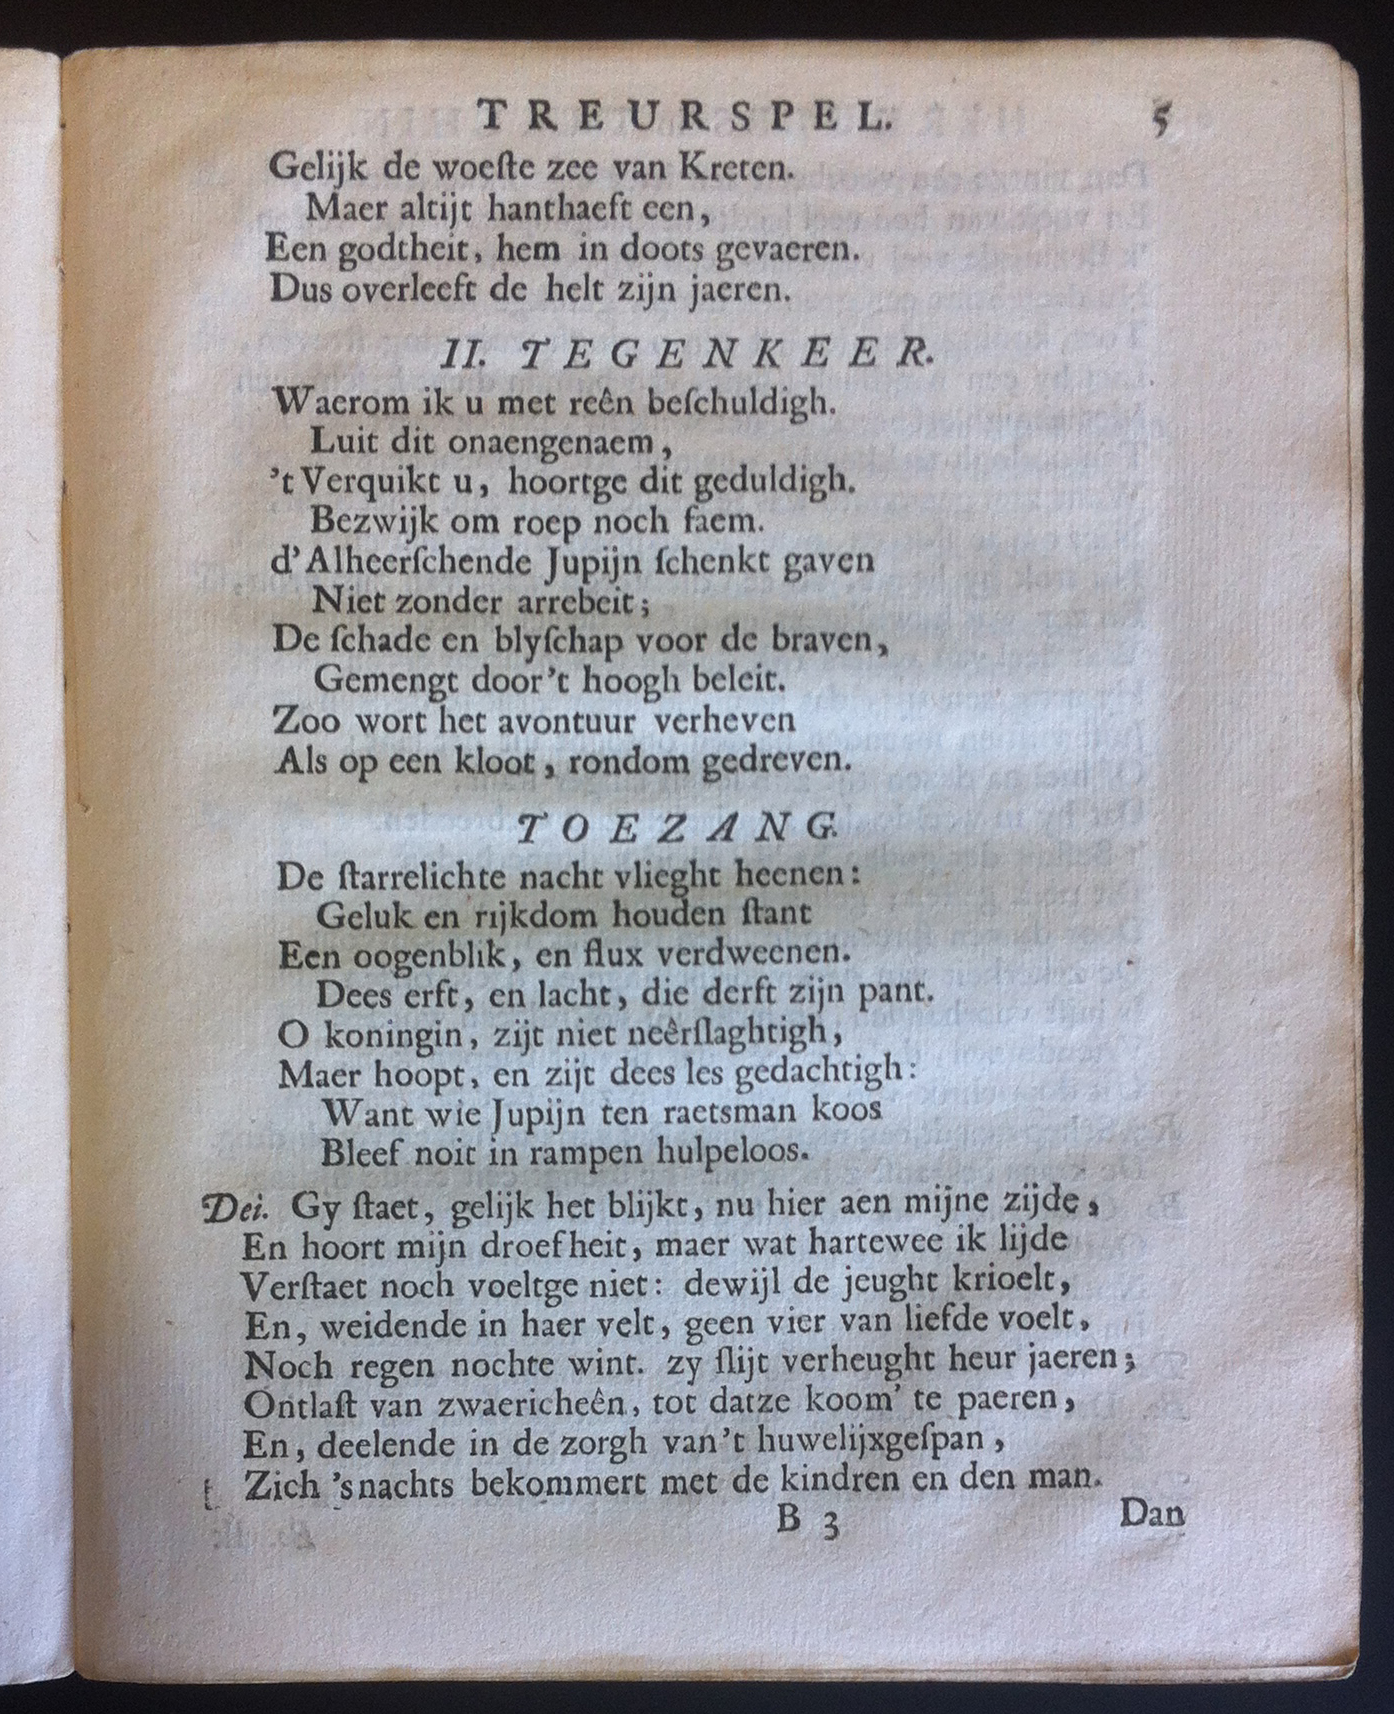 TREURSPEL. 5
Gelijk de woeſte zee van Kreten.
Maer altijt hanthaeft een,
Een godtheit, hem in doots gevaeren.
Dus overleeft de helt zijn jaeren.
II. TEGENKEER.
Waerom ik u met reên beſchuldigh.
Luit dit onaengenaem,
't Verquikt u, hoortge dit geduldigh.
Bezwijk om roep noch faem.
d'Alheerſchende Jupijn ſchenkt gaven
Niet zonder arrebeit;
De ſchade en blyſchap voor de braven,
Gemengt door't hoogh beleit.
Zoo wort het avontuur verheven
Als op een kloot, rondom gedreven.
TOEZANG.
De ſtarrelichte nacht vlieght heenen:
Geluk en rijkdom houden ſtant
Een oogenblik, en flux verdweenen.
Dees erft, en lacht, die derft zijn pant.
O koningin, zijt niet neêrſlaghtigh,
Maer hoopt, en zijt dees les gedachtigh:
Want wie Jupijn ten raetsman koos
Bleef noit in rampen hulpeloos.
Dei. Gy ſtaet, gelijk het blijkt, nu hier aen mijne zijde,
En hoort mijn droefheit, maer wat hartewee ik lijde
Verſtaet noch voeltge niet: dewijl de jeught krioelt,
En, weidende in haer velt, geen vier van liefde voelt,
Noch regen nochte wint. zy ſlijt verheught heur jaeren;
Ontlaſt van zwaericheên, tot datze koom' te paeren,
En, deelende in de zorgh van't huwelijxgeſpan,
Zich 'snachts bekommert met de kindren en den man.
B 3 Dan